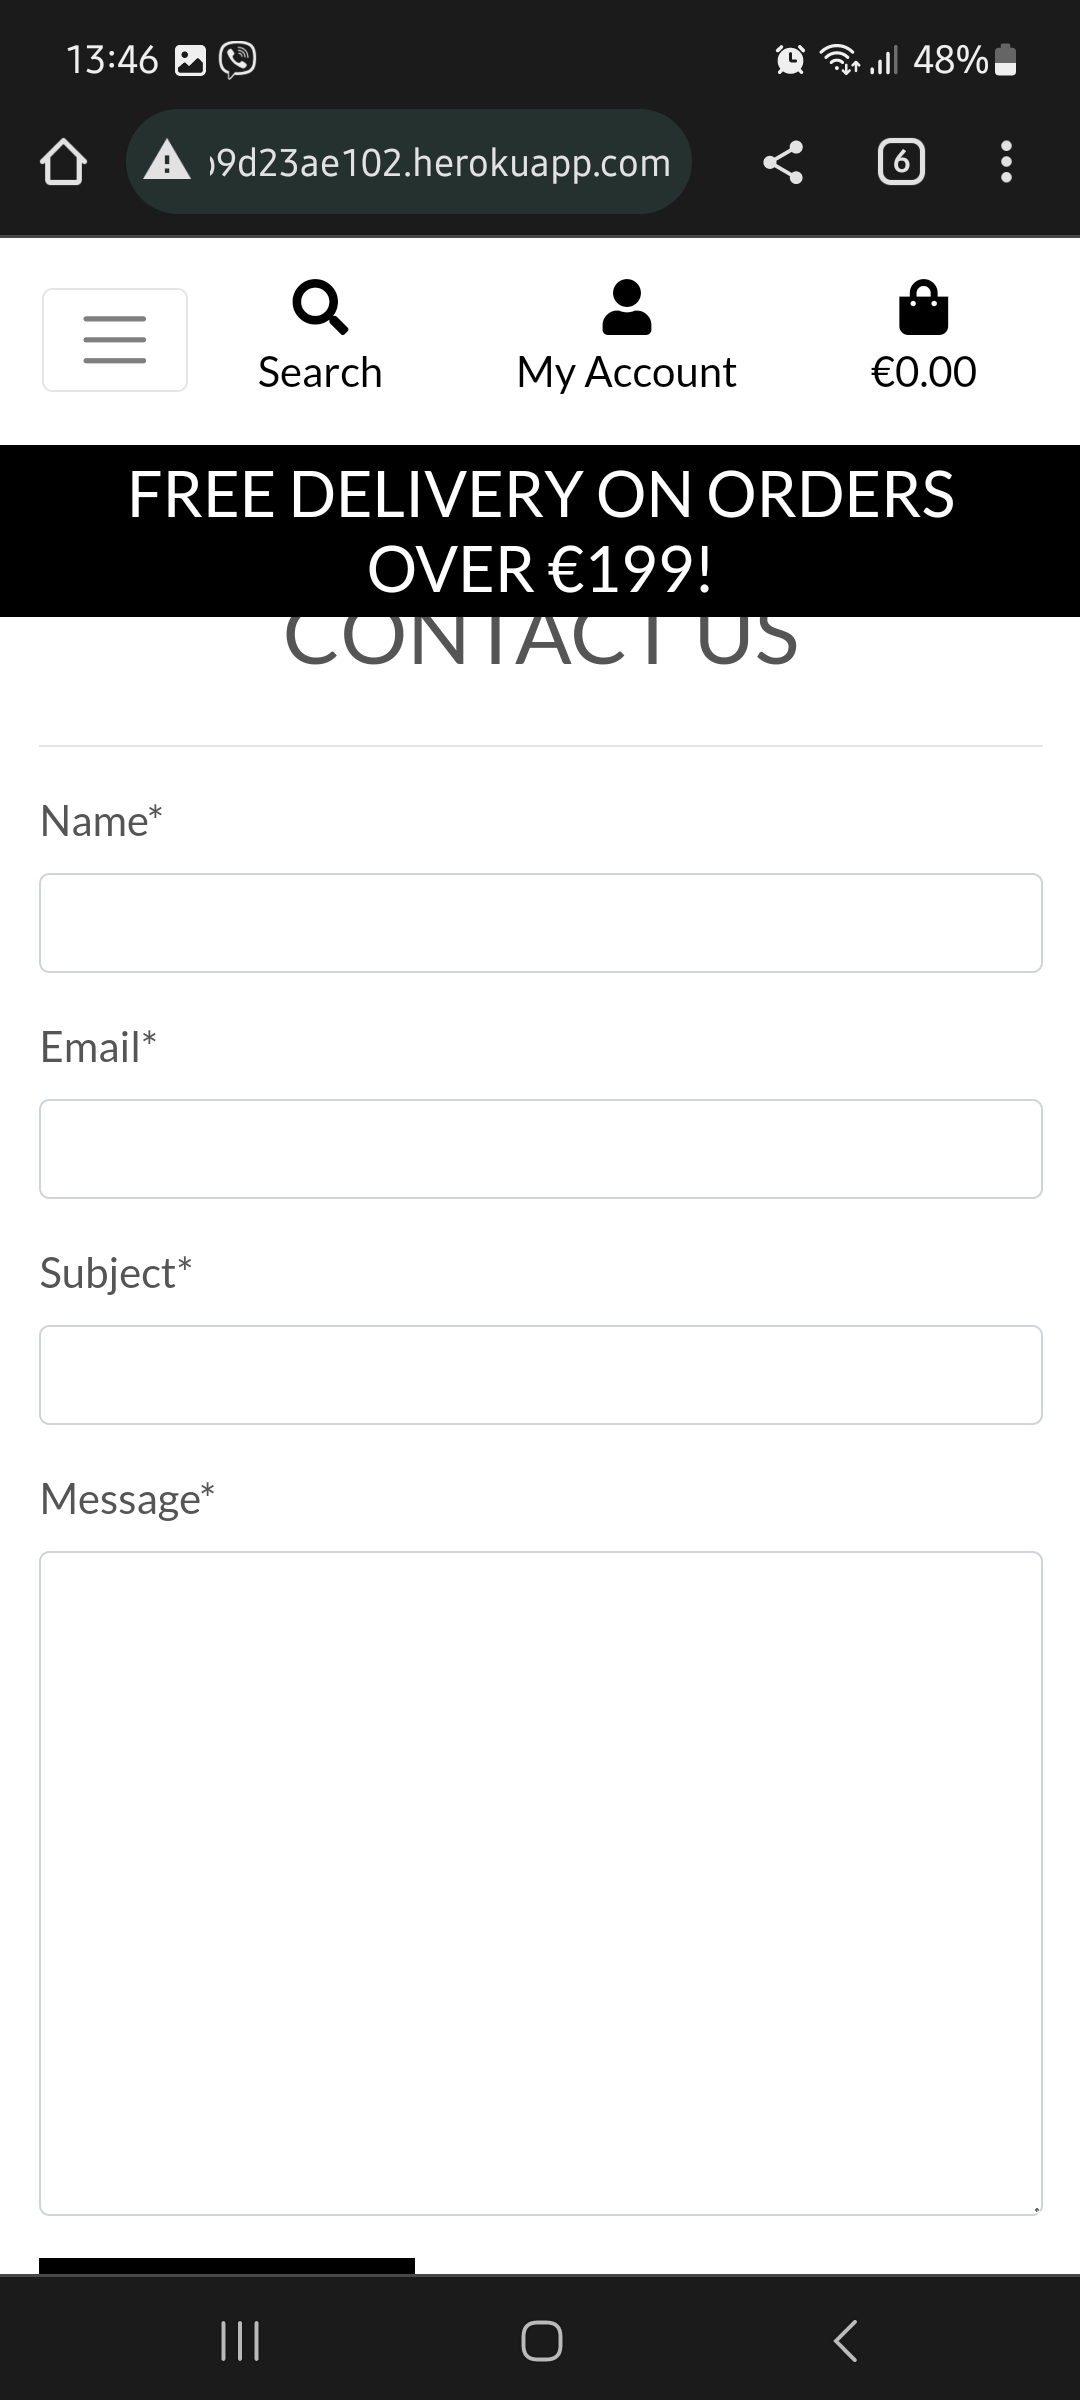 13:46
48%
9d23ae102.herokuapp.com
6
Search
My Account
€0.00
FREE DELIVERY ON ORDERS
OVER €199!
CONTACT US
Name*
Email*
Subject*
Message*